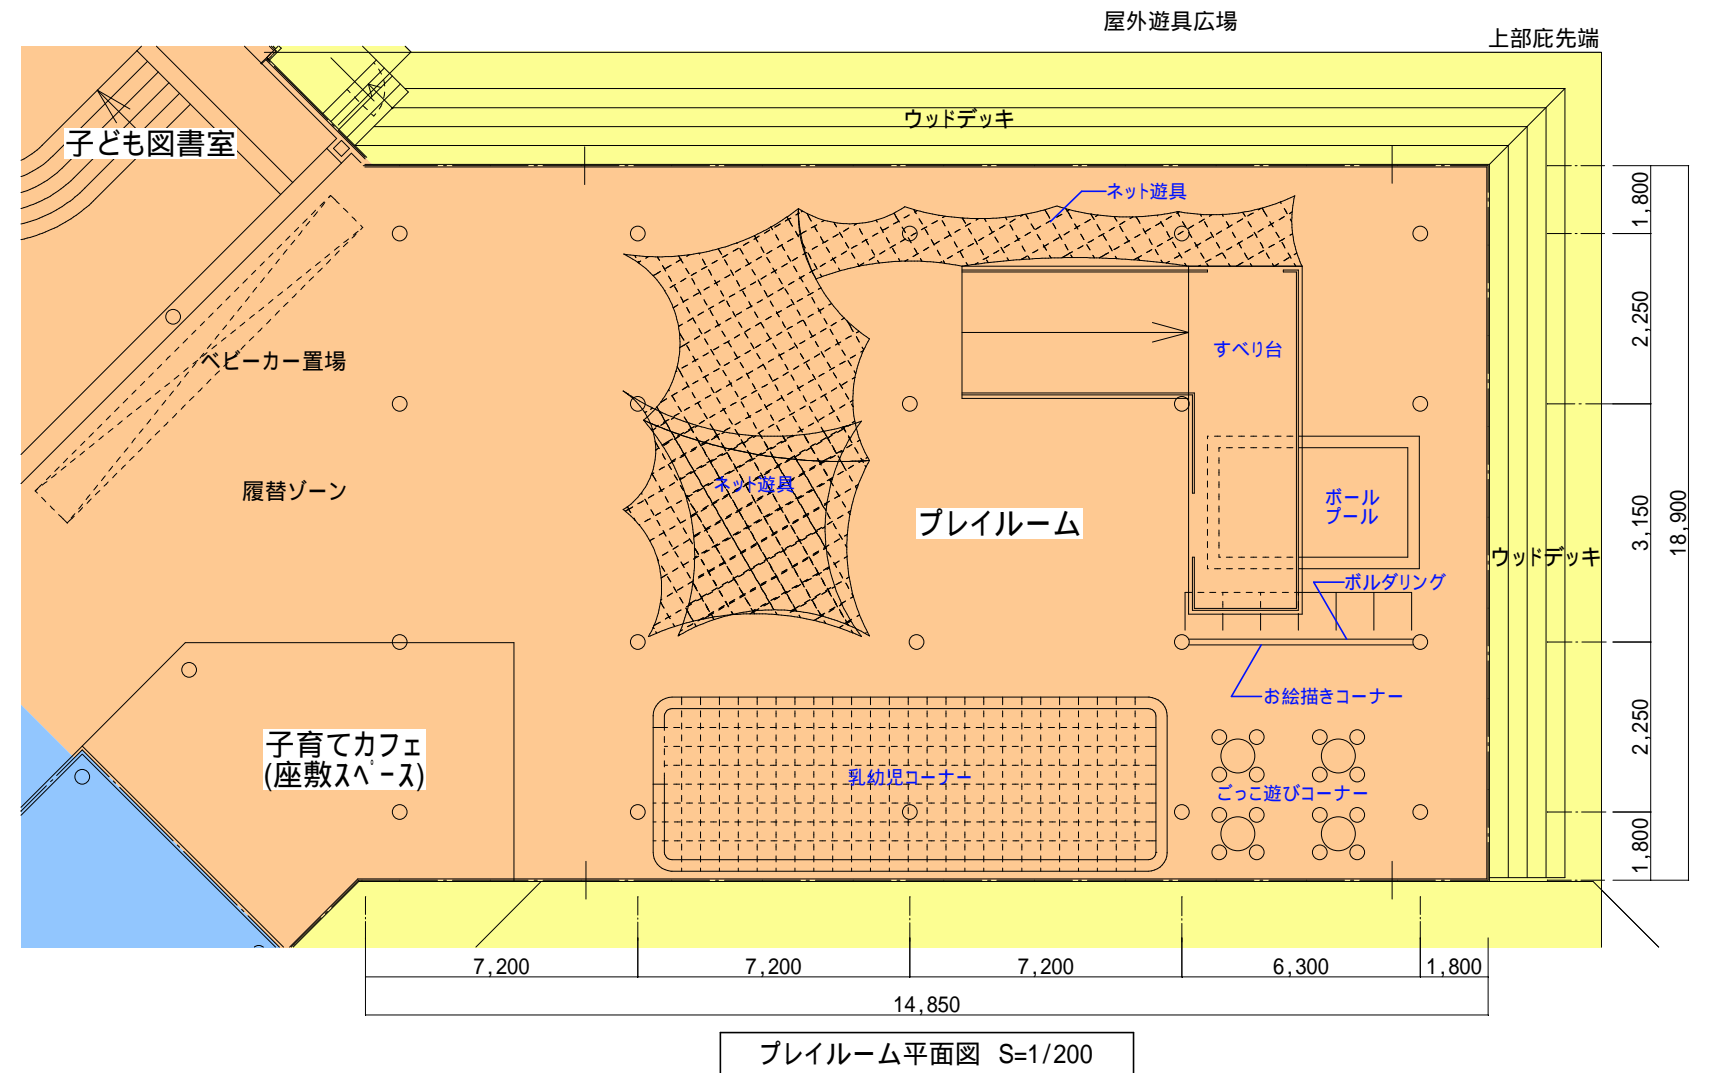 屋外遊具広場
上部庇先端
ウッドデッキ
子ども図書室
ネット遊具
1,800
2,250
すべり台
ベビーカー置場
履替ゾーン
ネット遊具
プレイルーム
ボール
プール
3,150
18,900
ウッドデッキ
ボルダリング
お絵描きコーナー
2,250
子育てカフェ
(座敷スペース)
乳幼児コーナー
ごっこ遊びコーナー
1,800
7,200
7,200
7,200
6,300
1,800
14,850
プレイルーム平面図 S=1/200